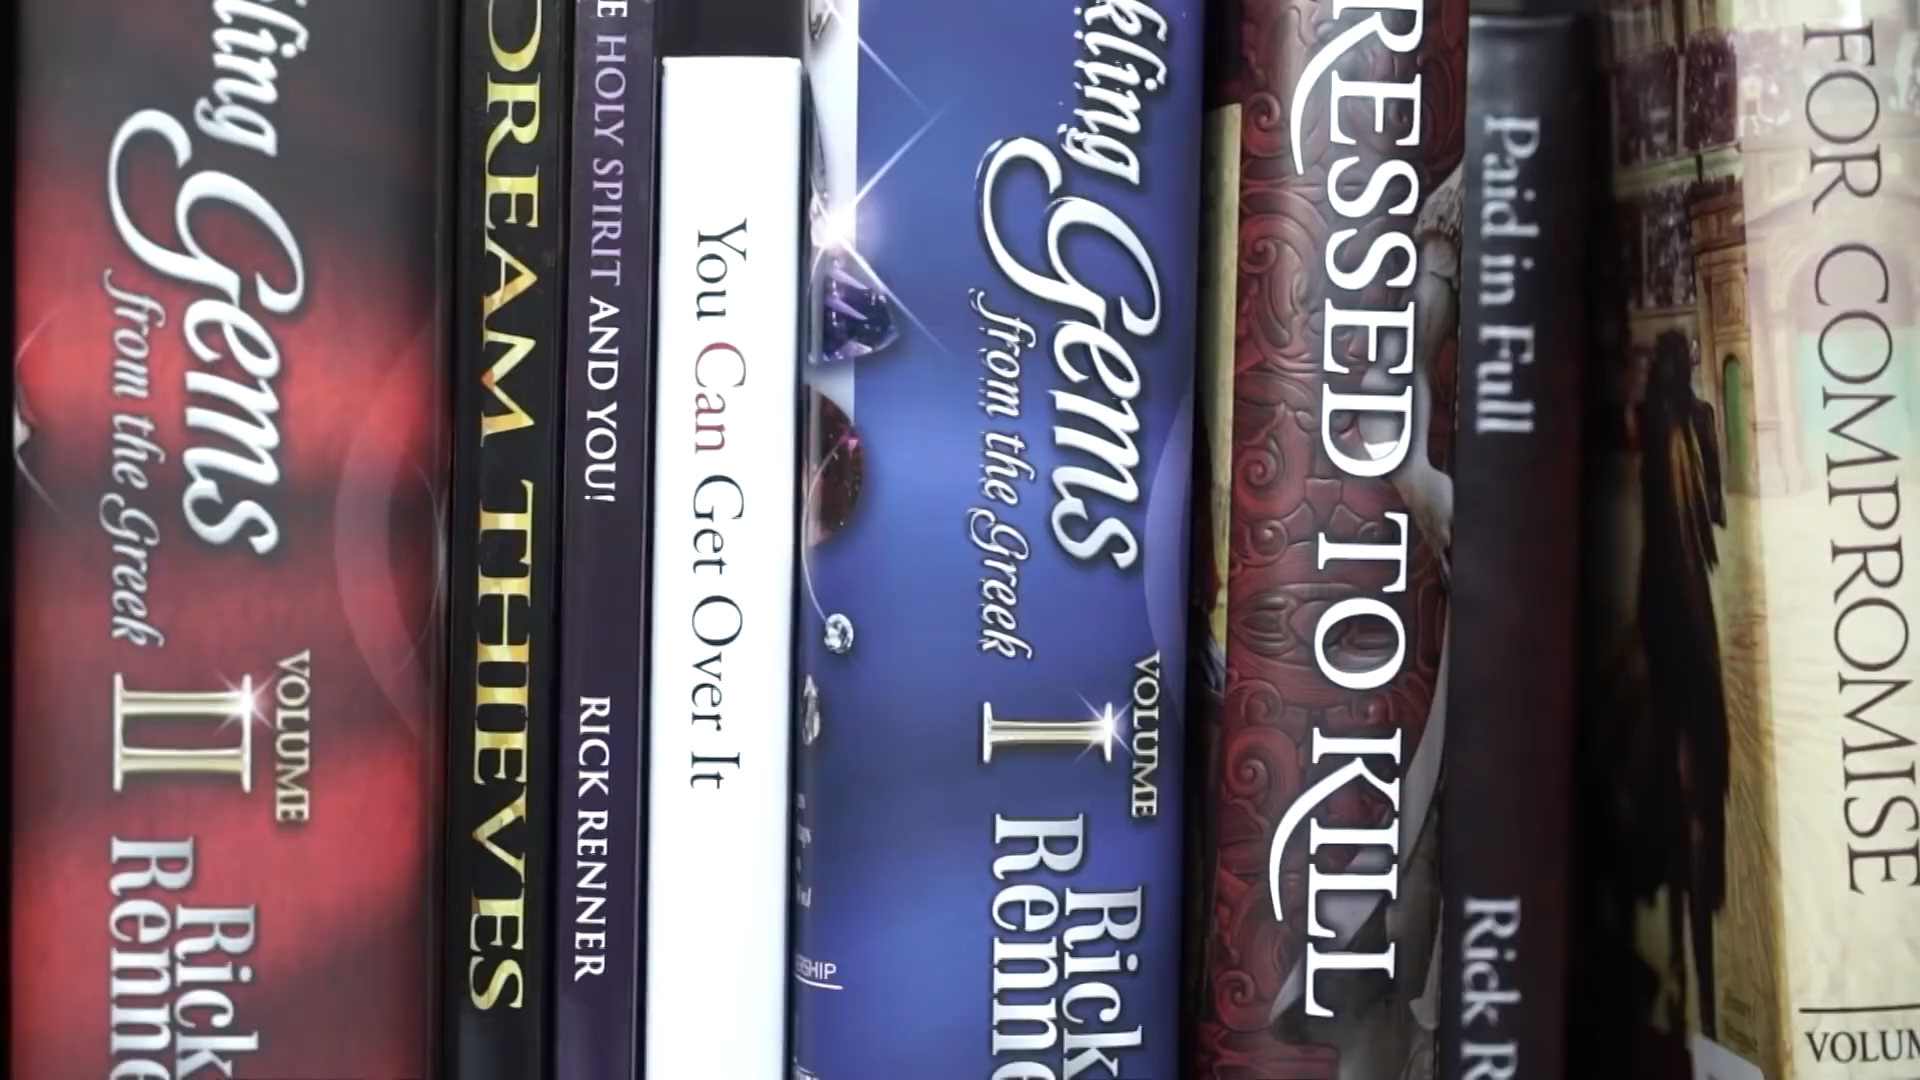 kling Gems
from the Greek
VOLUME
II
Rick
Renne
DREAM THIEVES
E HOLY SPIRIT AND YOU!
RICK RENNER
You Can Get Over It
kling Gems
from the Greek
VOLUME
I
Rick
Renne
RSHIP
RESSED TO KILL
Paid in Full
Rick R
FOR COMPROMISE
VOLUM